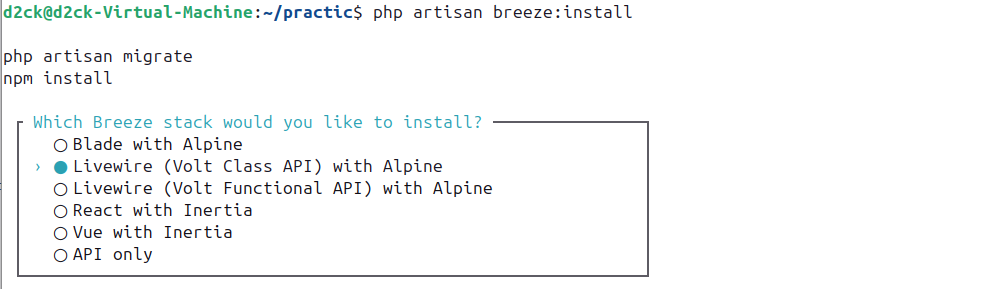 d2ck@d2ck-Virtual-Machine:~/practic$ php artisan breeze:install
php artisan migrate
npm install
Which Breeze stack would you like to install?
Blade with Alpine
› Livewire (Volt Class API) with Alpine
Livewire (Volt Functional API) with Alpine
React with Inertia
Vue with Inertia
API only